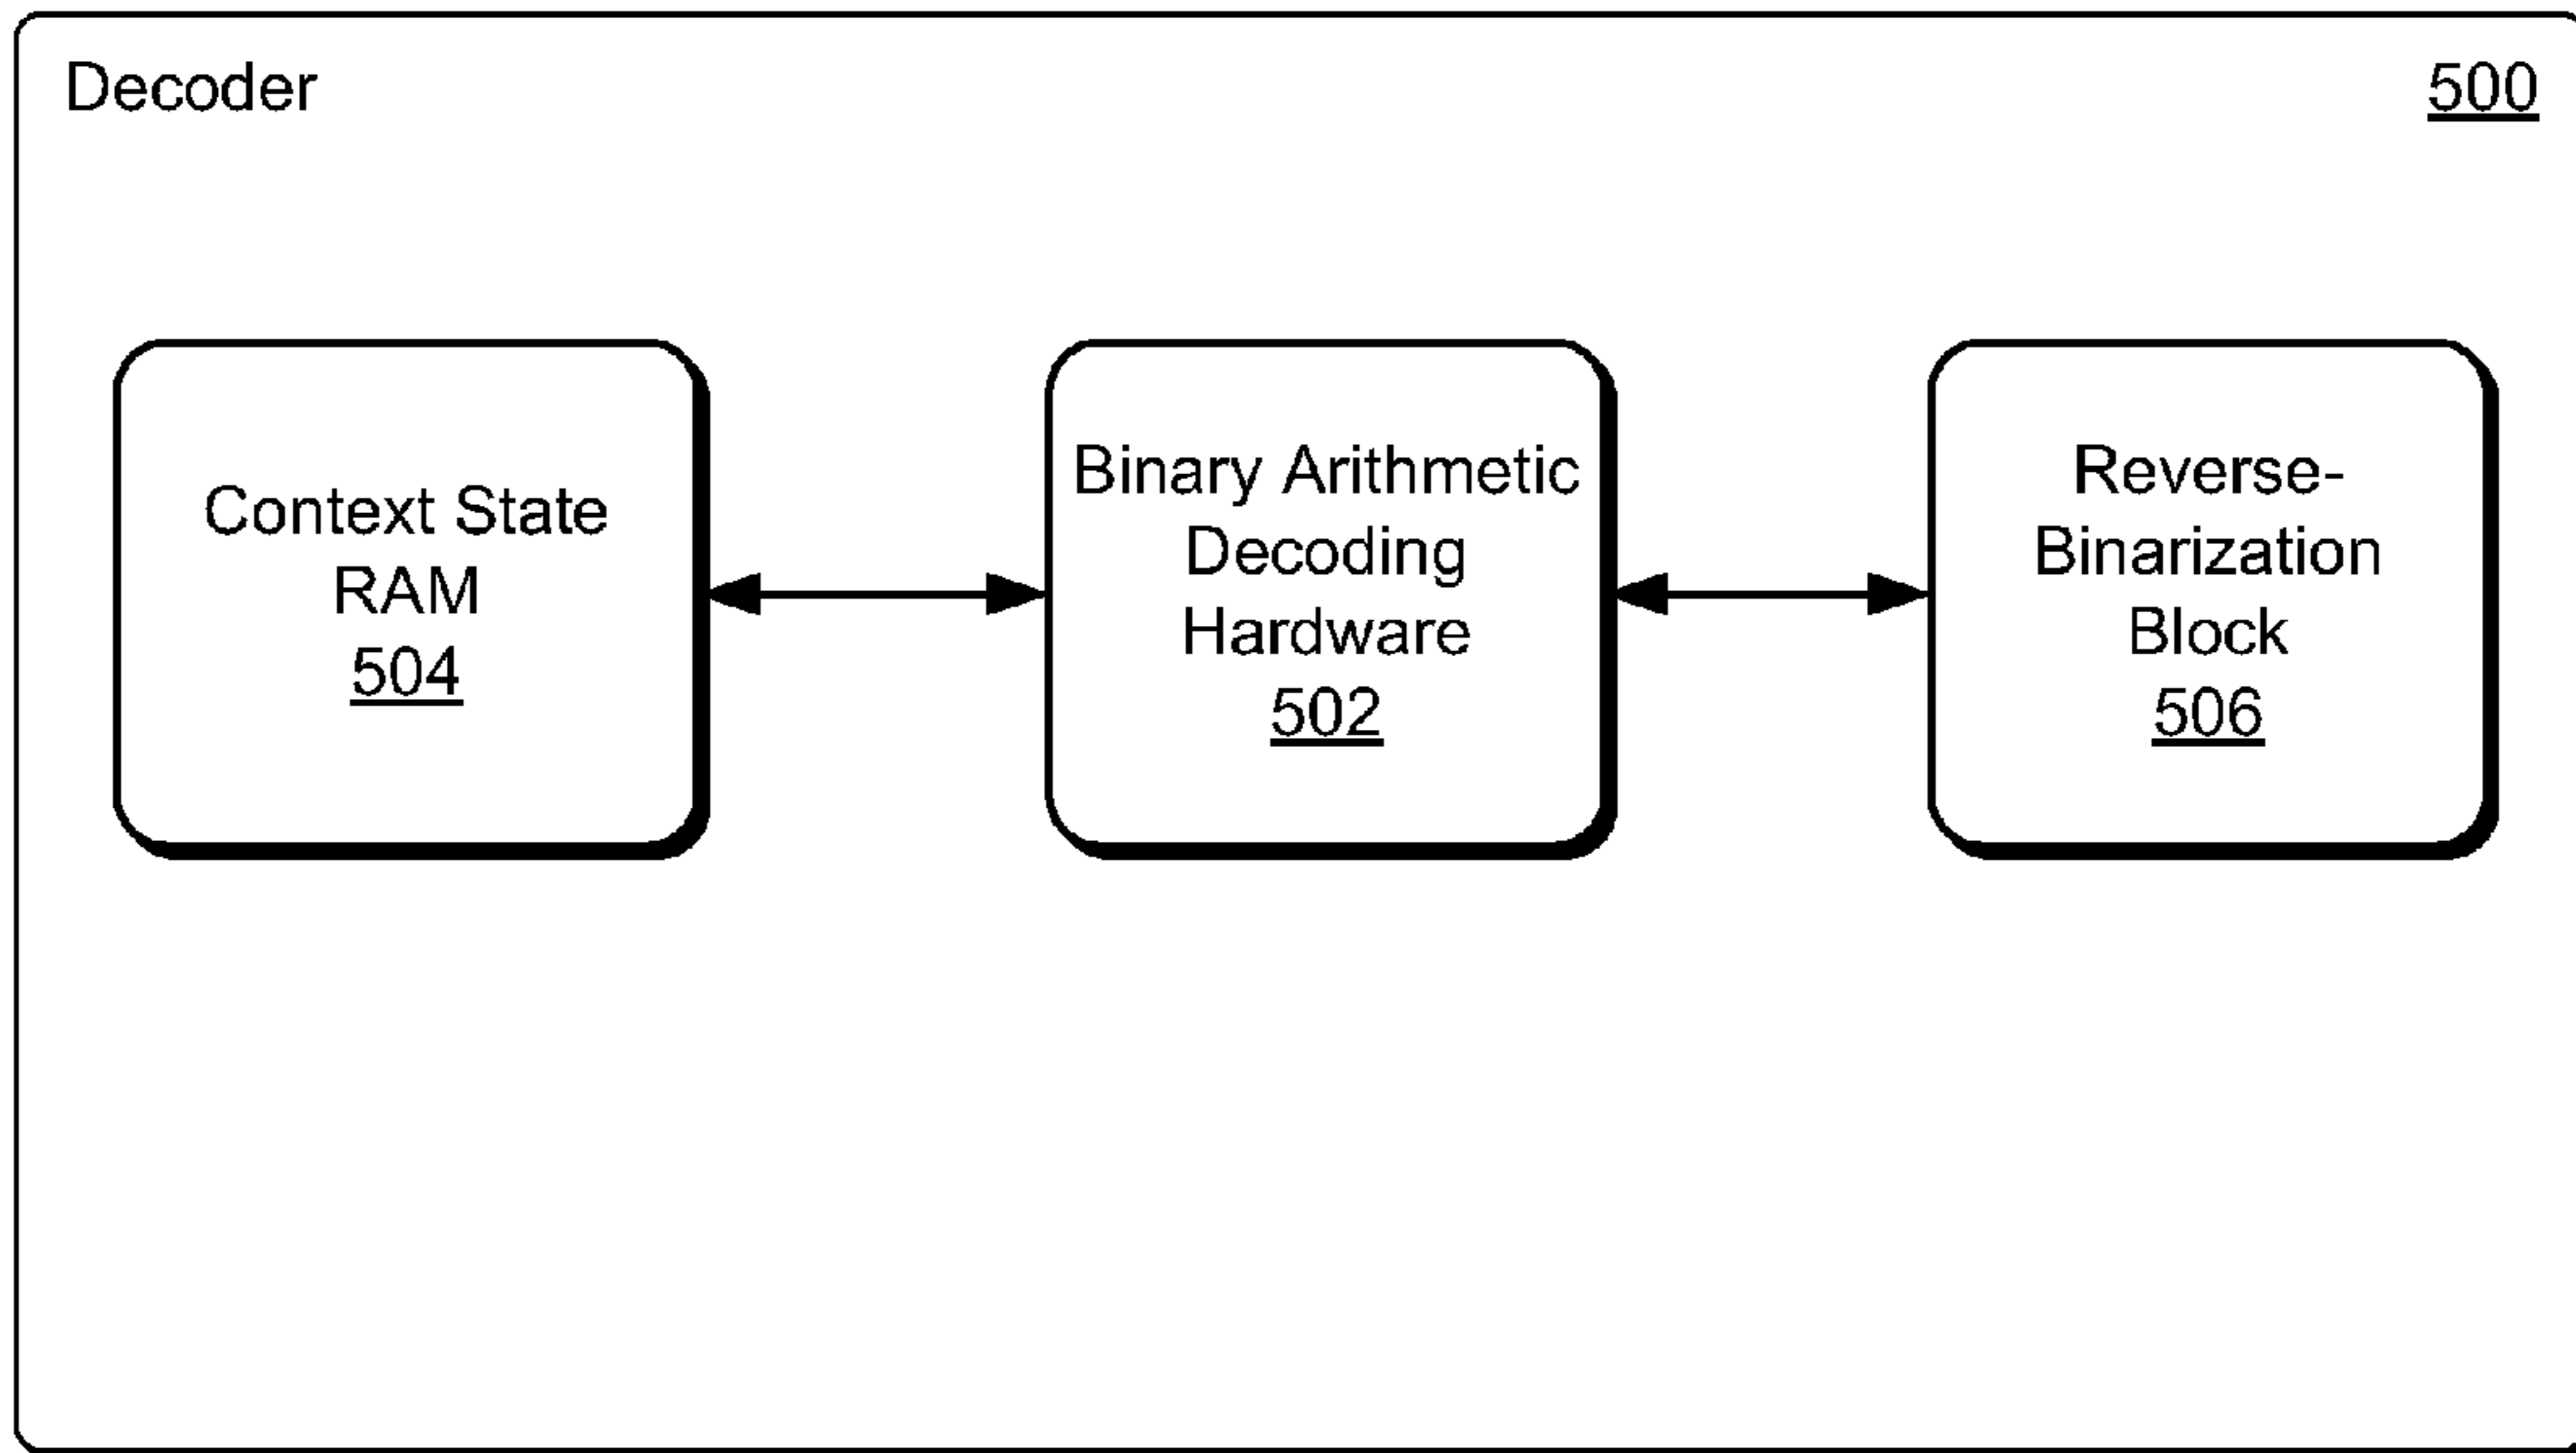 Decoder
500
Context State
RAM
504
Binary Arithmetic
Decoding
Hardware
502
Reverse-
Binarization
Block
506